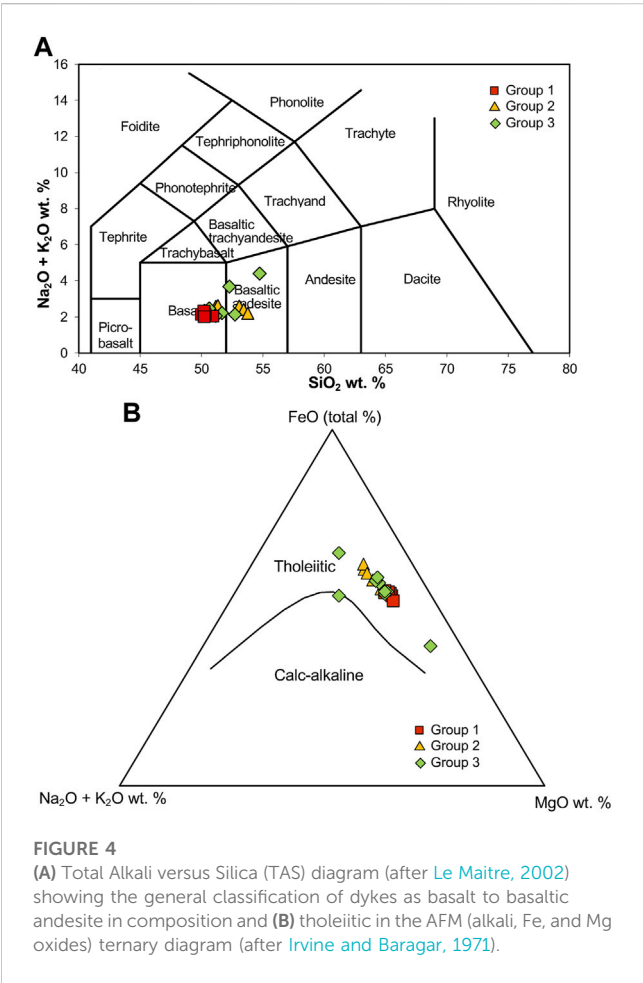 A
16
14
12
10
8
6
4
2
0
Na₂O + K₂O wt. %
Foidite
Phonolite
Tephriphonolite
Trachyte
Phonotephrite
Trachyand
Rhyolite
Tephrite
Basaltic
trachyandesite
Trachybasalt
Basaltic
andesite
Andesite
Dacite
Basa
Picro-
basalt
Group 1
Group 2
Group 3
40 45 50 55 60 65 70 75 80
SiO₂ wt. %
B
FeO (total %)
Tholeiitic
Calc-alkaline
Group 1
Group 2
Group 3
Na₂O + K₂O wt. %
MgO wt. %
FIGURE 4
(A) Total Alkali versus Silica (TAS) diagram (after Le Maitre, 2002)
showing the general classification of dykes as basalt to basaltic
andesite in composition and (B) tholeiitic in the AFM (alkali, Fe, and Mg
oxides) ternary diagram (after Irvine and Baragar, 1971).